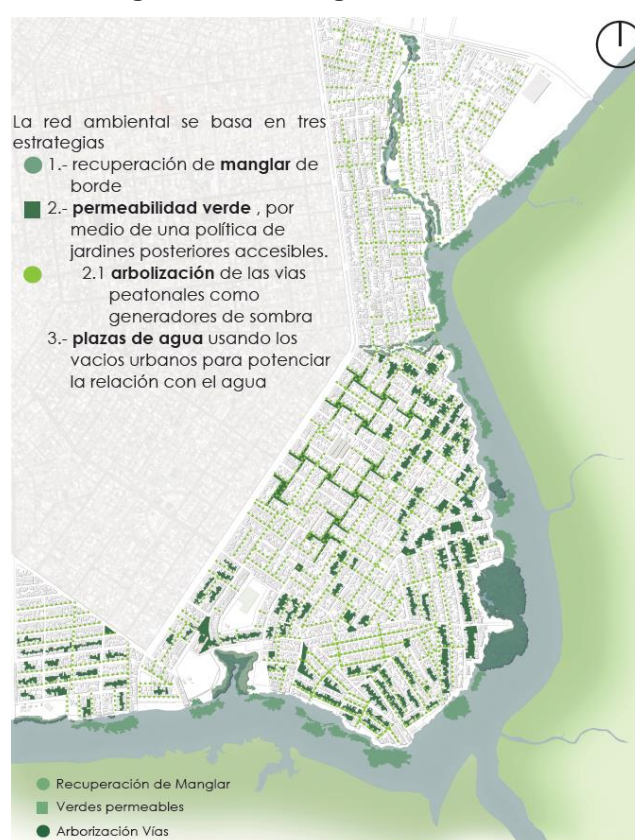 La red ambiental se basa en tres
estrategias
1.- recuperación de manglar de
borde
2.- permeabilidad verde , por
medio de una política de
jardines posteriores accesibles.
2.1 arbolización de las vias
peatonales como
generadores de sombra
3.- plazas de agua usando los
vacios urbanos para potenciar
la relación con el agua
Recuperación de Manglar
Verdes permeables
Arborización Vías